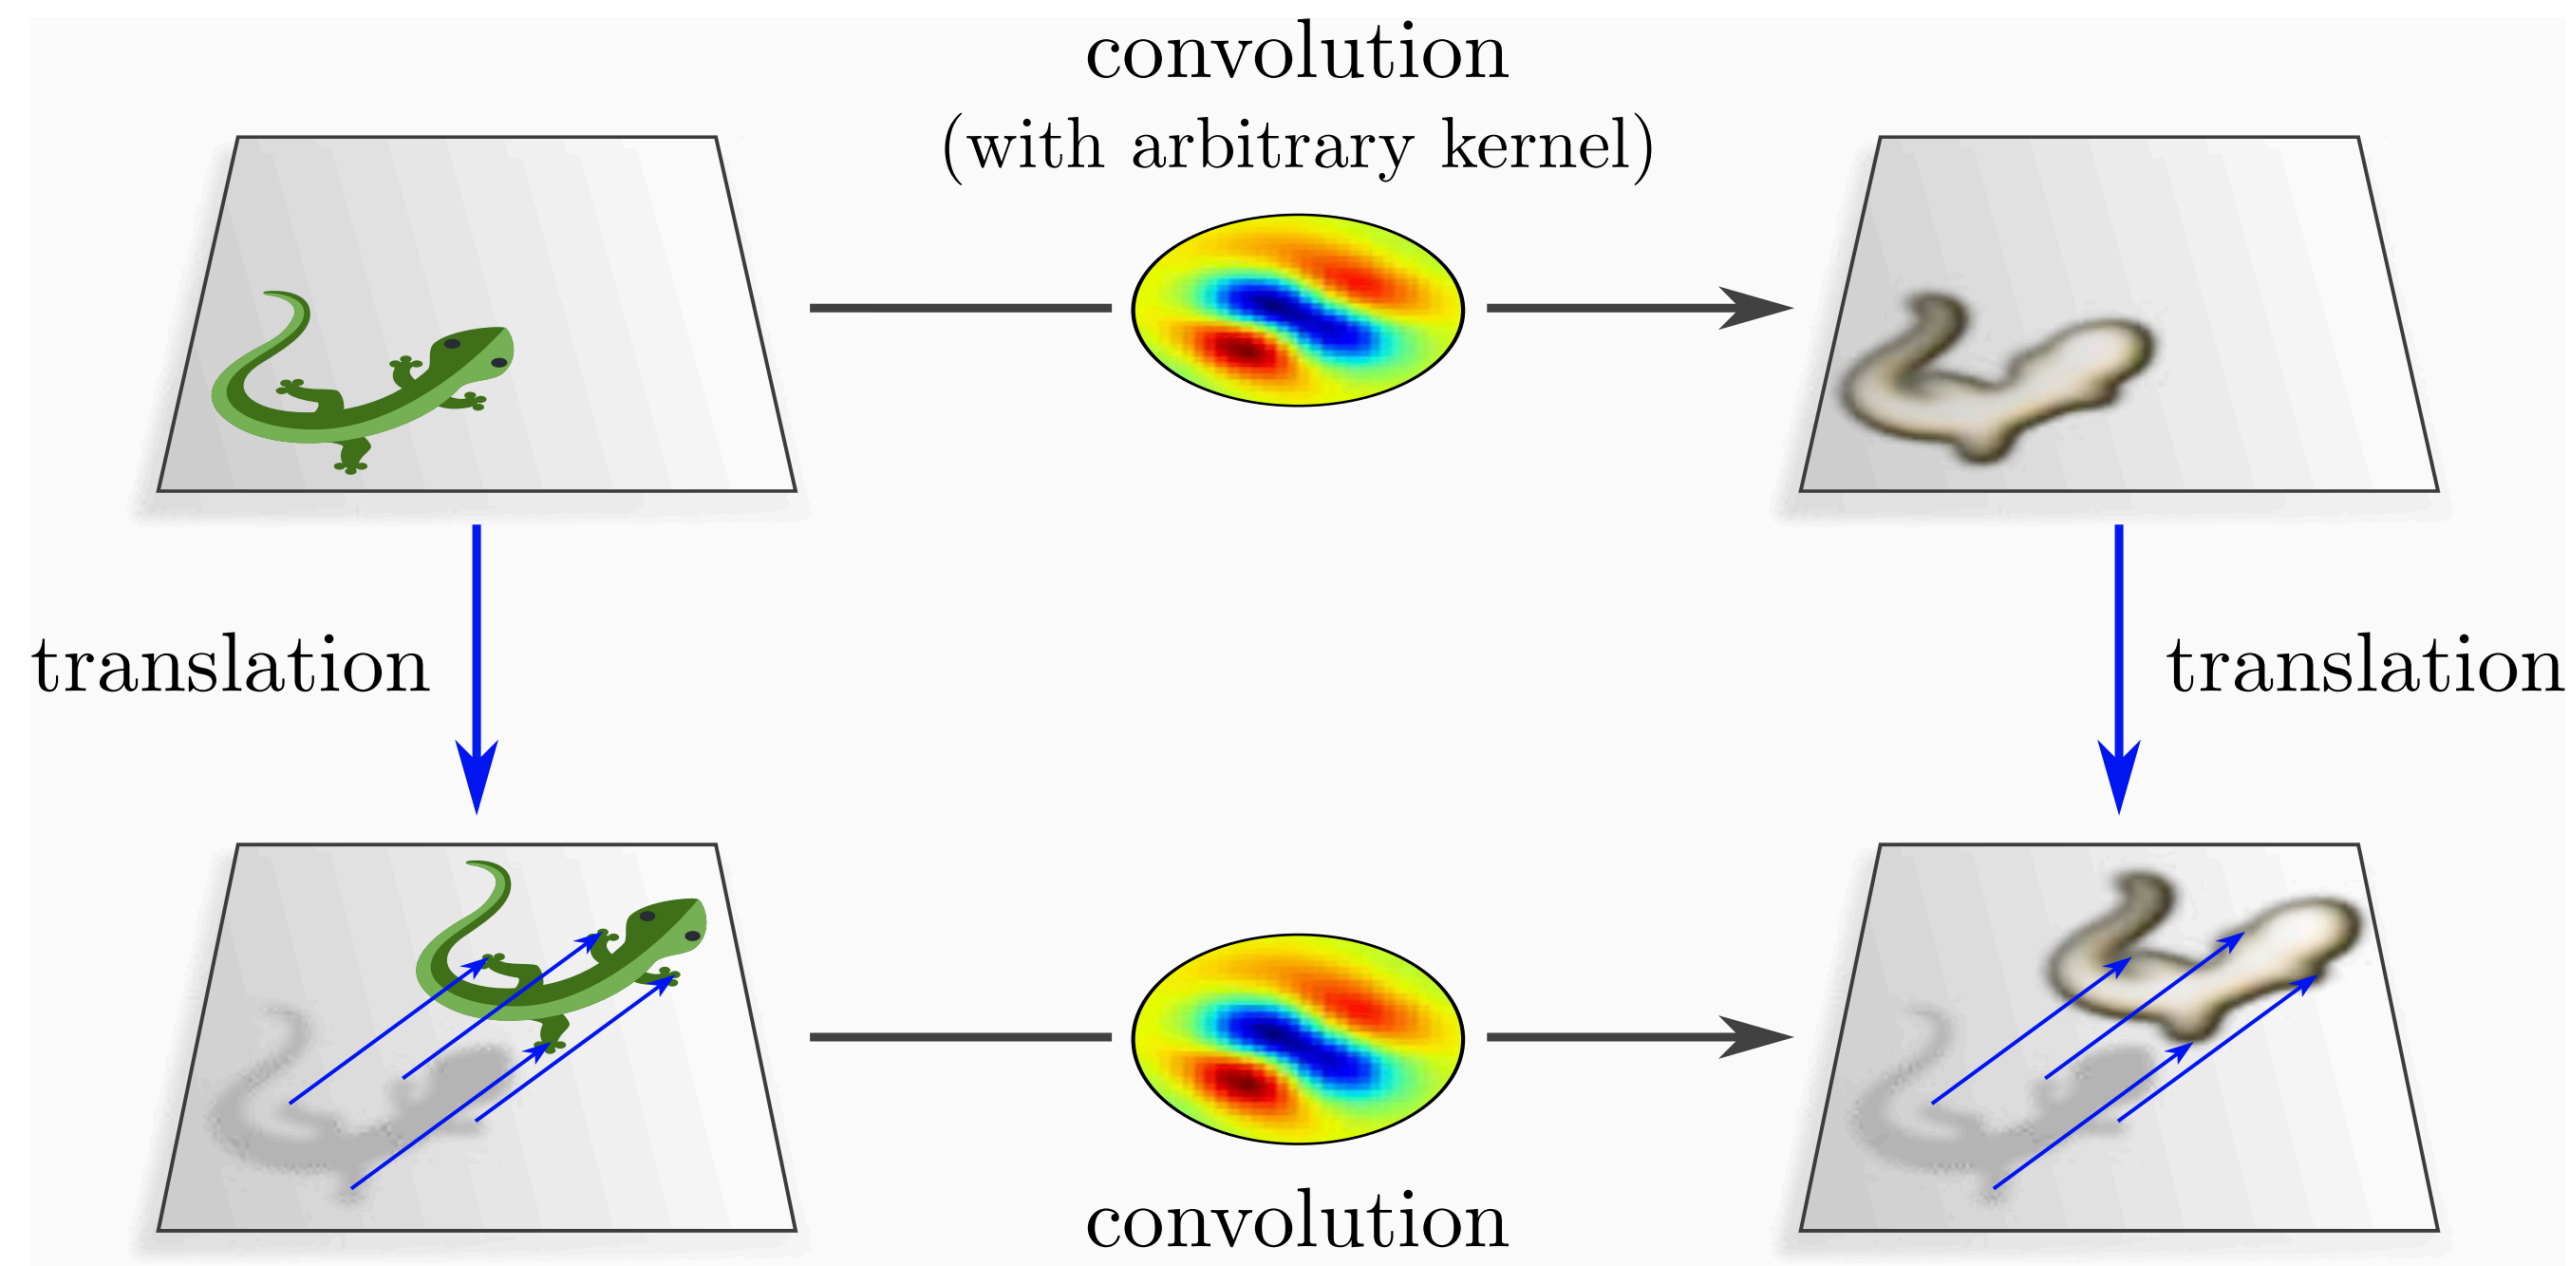 convolution
(with arbitrary kernel)
translation
translation
convolution